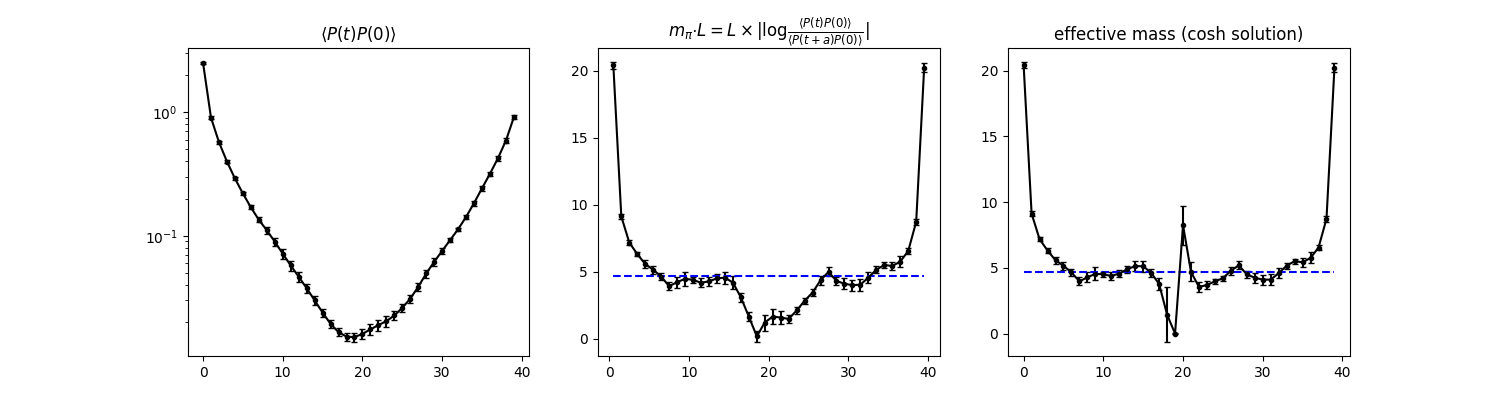 ⟨P(t)P(0)⟩
10⁰
10⁻¹
0 10 20 30 40
m_π·L = L × |log ⟨P(t)P(0)⟩/⟨P(t+a)P(0)⟩|
20
15
10
5
0
0 10 20 30 40
effective mass (cosh solution)
20
15
10
5
0
0 10 20 30 40